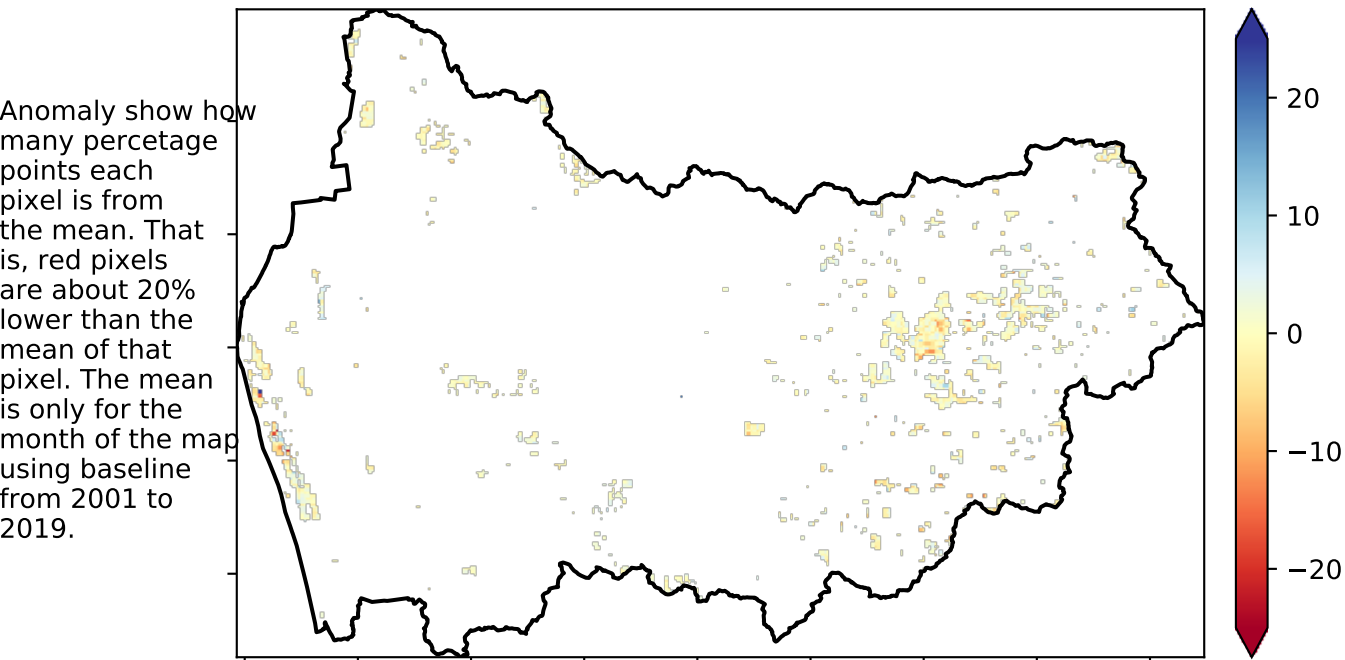 Anomaly show how
many percetage
points each
pixel is from
the mean. That
is, red pixels
are about 20%
lower than the
mean of that
pixel. The mean
is only for the
month of the map
using baseline
from 2001 to
2019.
20
10
0
−10
−20